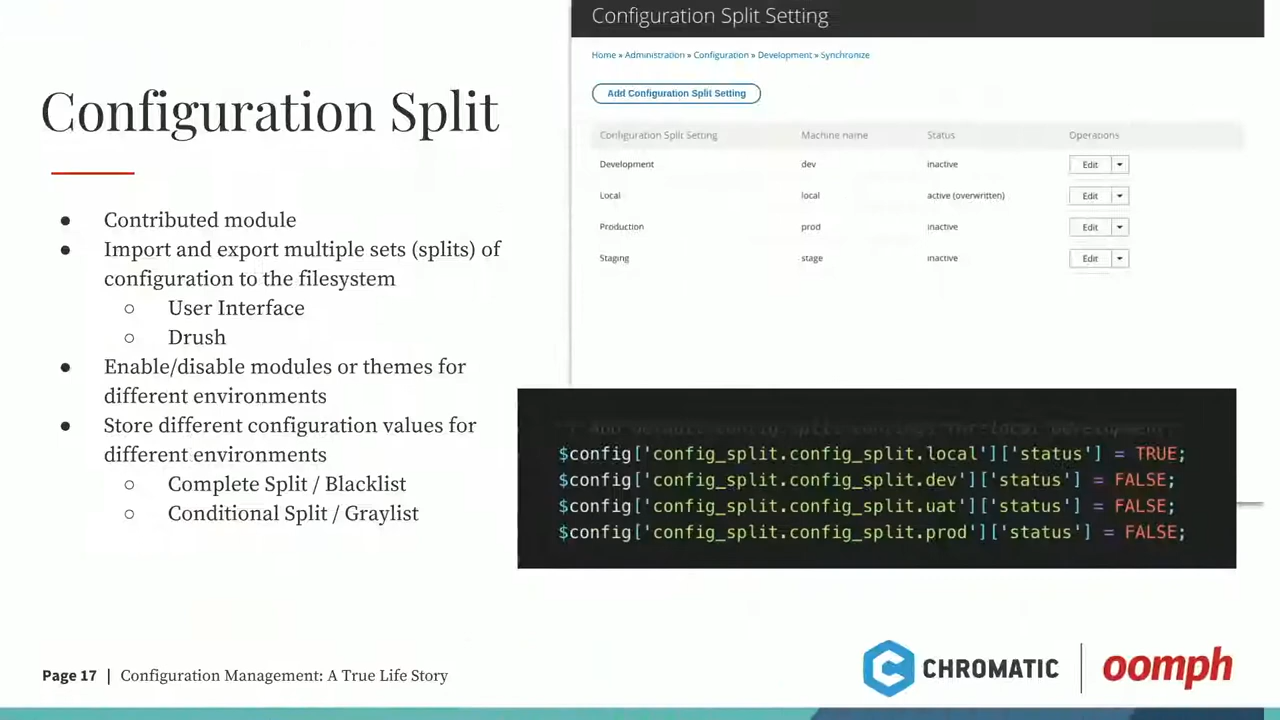 Configuration Split
Contributed module
Import and export multiple sets (splits) of
configuration to the filesystem
User Interface
Drush
Enable/disable modules or themes for
different environments
Store different configuration values for
different environments
Complete Split / Blacklist
Conditional Split / Graylist
Configuration Split Setting
Home » Administration » Configuration » Development » Synchronize
Add Configuration Split Setting
Configuration Split Setting Machine name Status Operations
Development dev inactive Edit
Local local active (overwritten) Edit
Production prod inactive Edit
Staging stage inactive Edit
$config['config_split.config_split.local']['status'] = TRUE;
$config['config_split.config_split.dev']['status'] = FALSE;
$config['config_split.config_split.uat']['status'] = FALSE;
$config['config_split.config_split.prod']['status'] = FALSE;
Page 17 | Configuration Management: A True Life Story
CHROMATIC
oomph